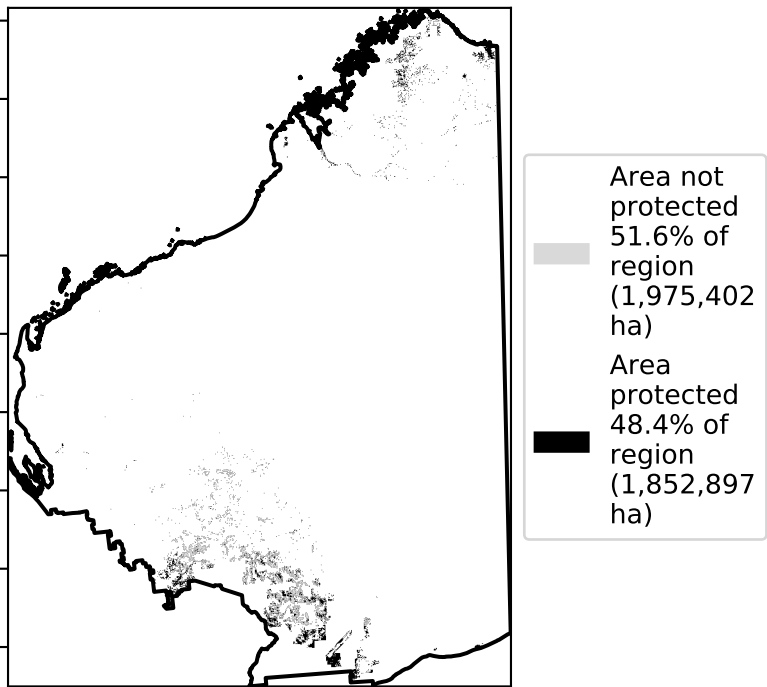 Area not
protected
51.6% of
region
(1,975,402
ha)
Area
protected
48.4% of
region
(1,852,897
ha)